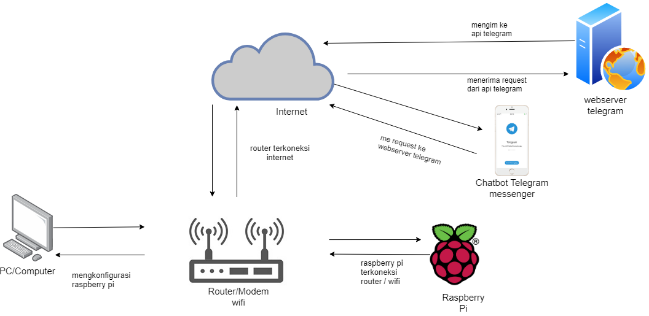 mengim ke
api telegram
menerima request
dari api telegram
webserver
telegram
Internet
me request ke
webserver telegram
router terkoneksi
internet
Chatbot Telegram
messenger
PC/Computer
mengkonfigurasi
raspberry pi
Router/Modem
wifi
raspberry pi
terkoneksi
router / wifi
®
Raspberry
Pi